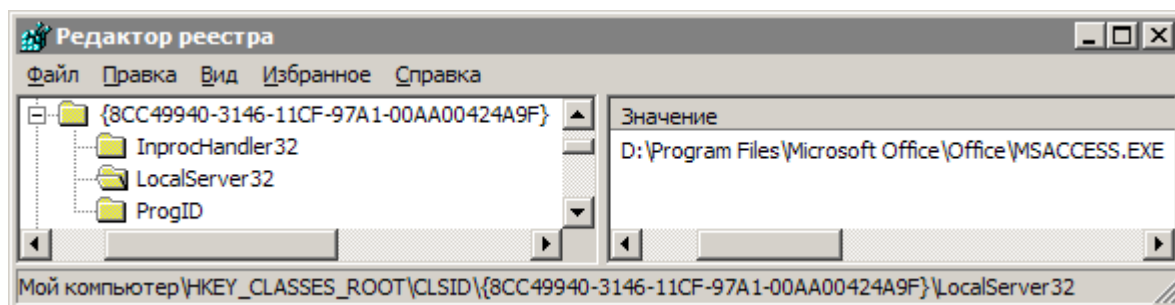 Редактор реестра
Файл Правка Вид Избранное Справка
{8CC49940-3146-11CF-97A1-00AA00424A9F}
InprocHandler32
LocalServer32
ProgID
Значение
D:\Program Files\Microsoft Office\Office\MSACCESS.EXE
Мой компьютер\HKEY_CLASSES_ROOT\CLSID\{8CC49940-3146-11CF-97A1-00AA00424A9F}\LocalServer32